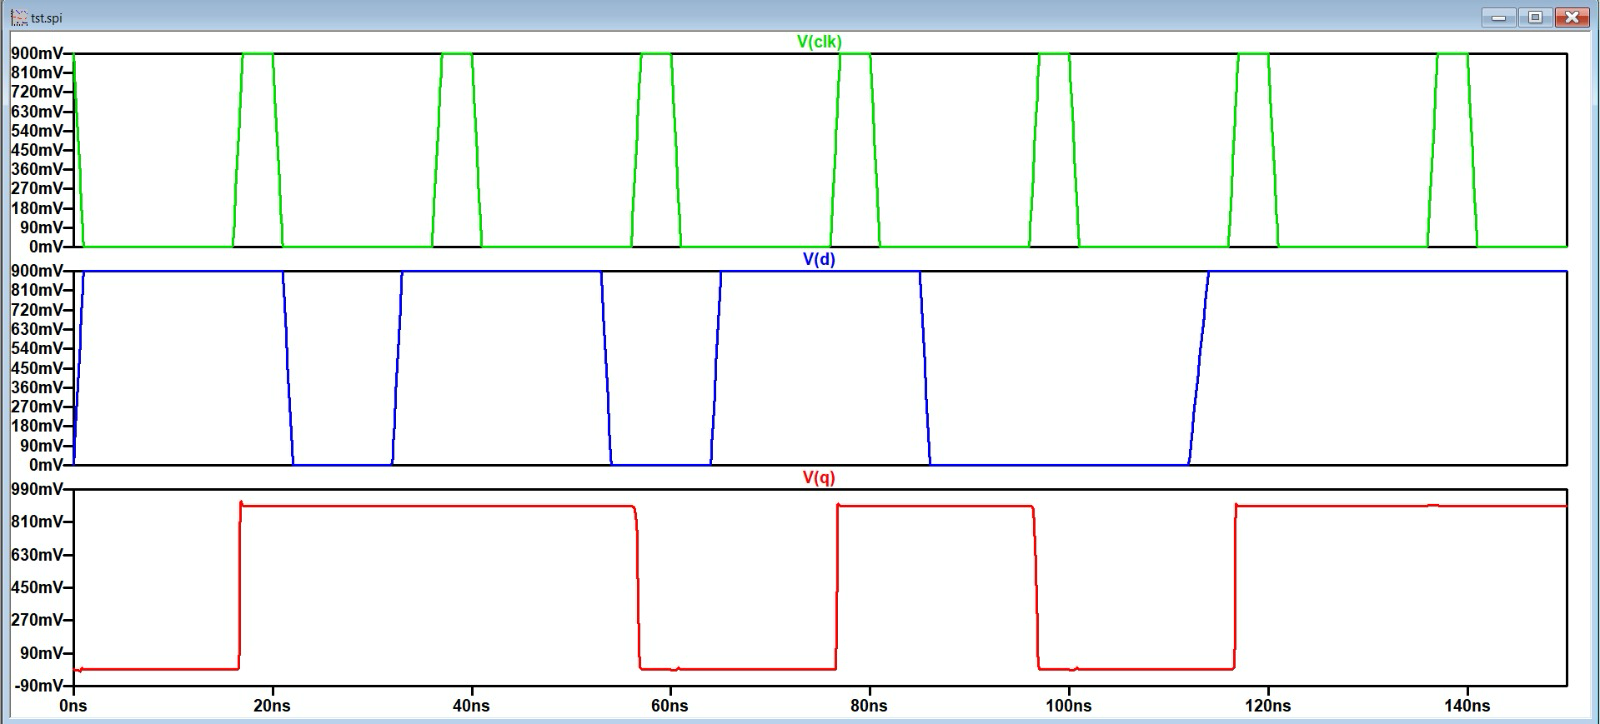 tst.spi
V(clk)
900mV
810mV
720mV
630mV
540mV
450mV
360mV
270mV
180mV
90mV
0mV
V(d)
900mV
810mV
720mV
630mV
540mV
450mV
360mV
270mV
180mV
90mV
0mV
V(q)
990mV
810mV
630mV
450mV
270mV
90mV
-90mV
0ns 20ns 40ns 60ns 80ns 100ns 120ns 140ns